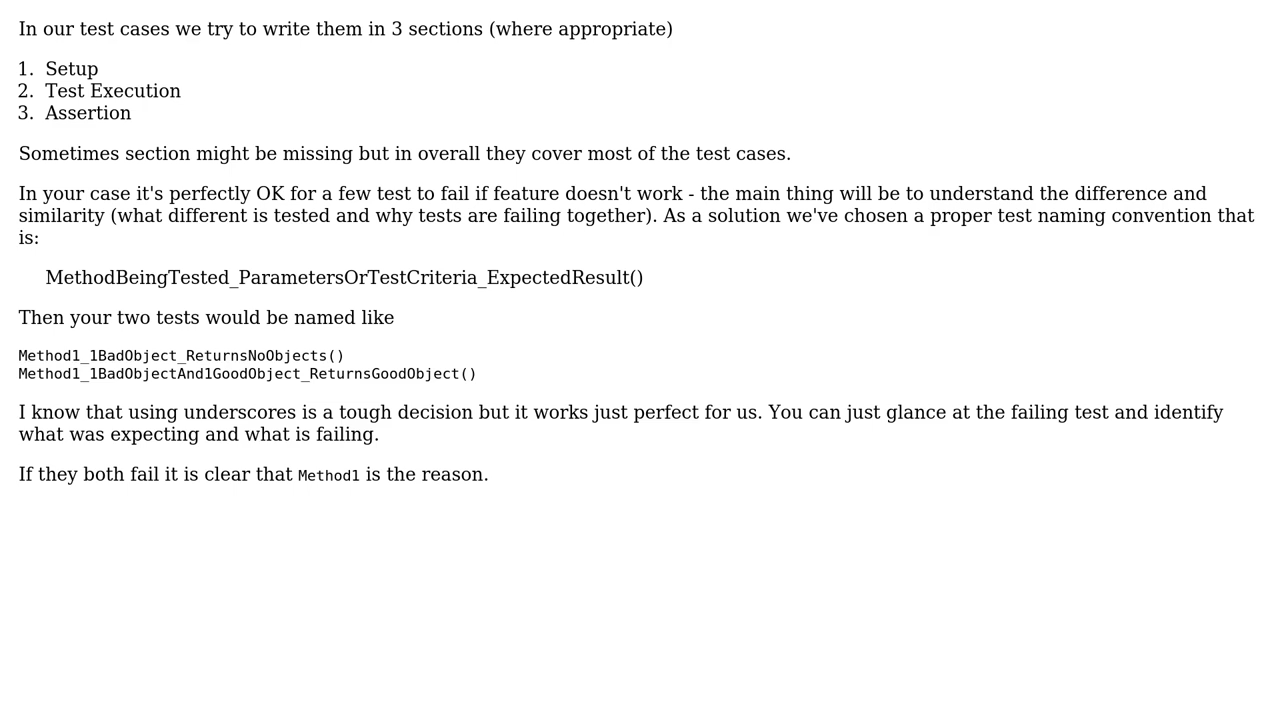 In our test cases we try to write them in 3 sections (where appropriate)
1. Setup
2. Test Execution
3. Assertion
Sometimes section might be missing but in overall they cover most of the test cases.
In your case it's perfectly OK for a few test to fail if feature doesn't work - the main thing will be to understand the difference and
similarity (what different is tested and why tests are failing together). As a solution we've chosen a proper test naming convention that
is:
MethodBeingTested_ParametersOrTestCriteria_ExpectedResult()
Then your two tests would be named like
Method1_1BadObject_ReturnsNoObjects()
Method1_1BadObjectAnd1GoodObject_ReturnsGoodObject()
I know that using underscores is a tough decision but it works just perfect for us. You can just glance at the failing test and identify
what was expecting and what is failing.
If they both fail it is clear that Method1 is the reason.